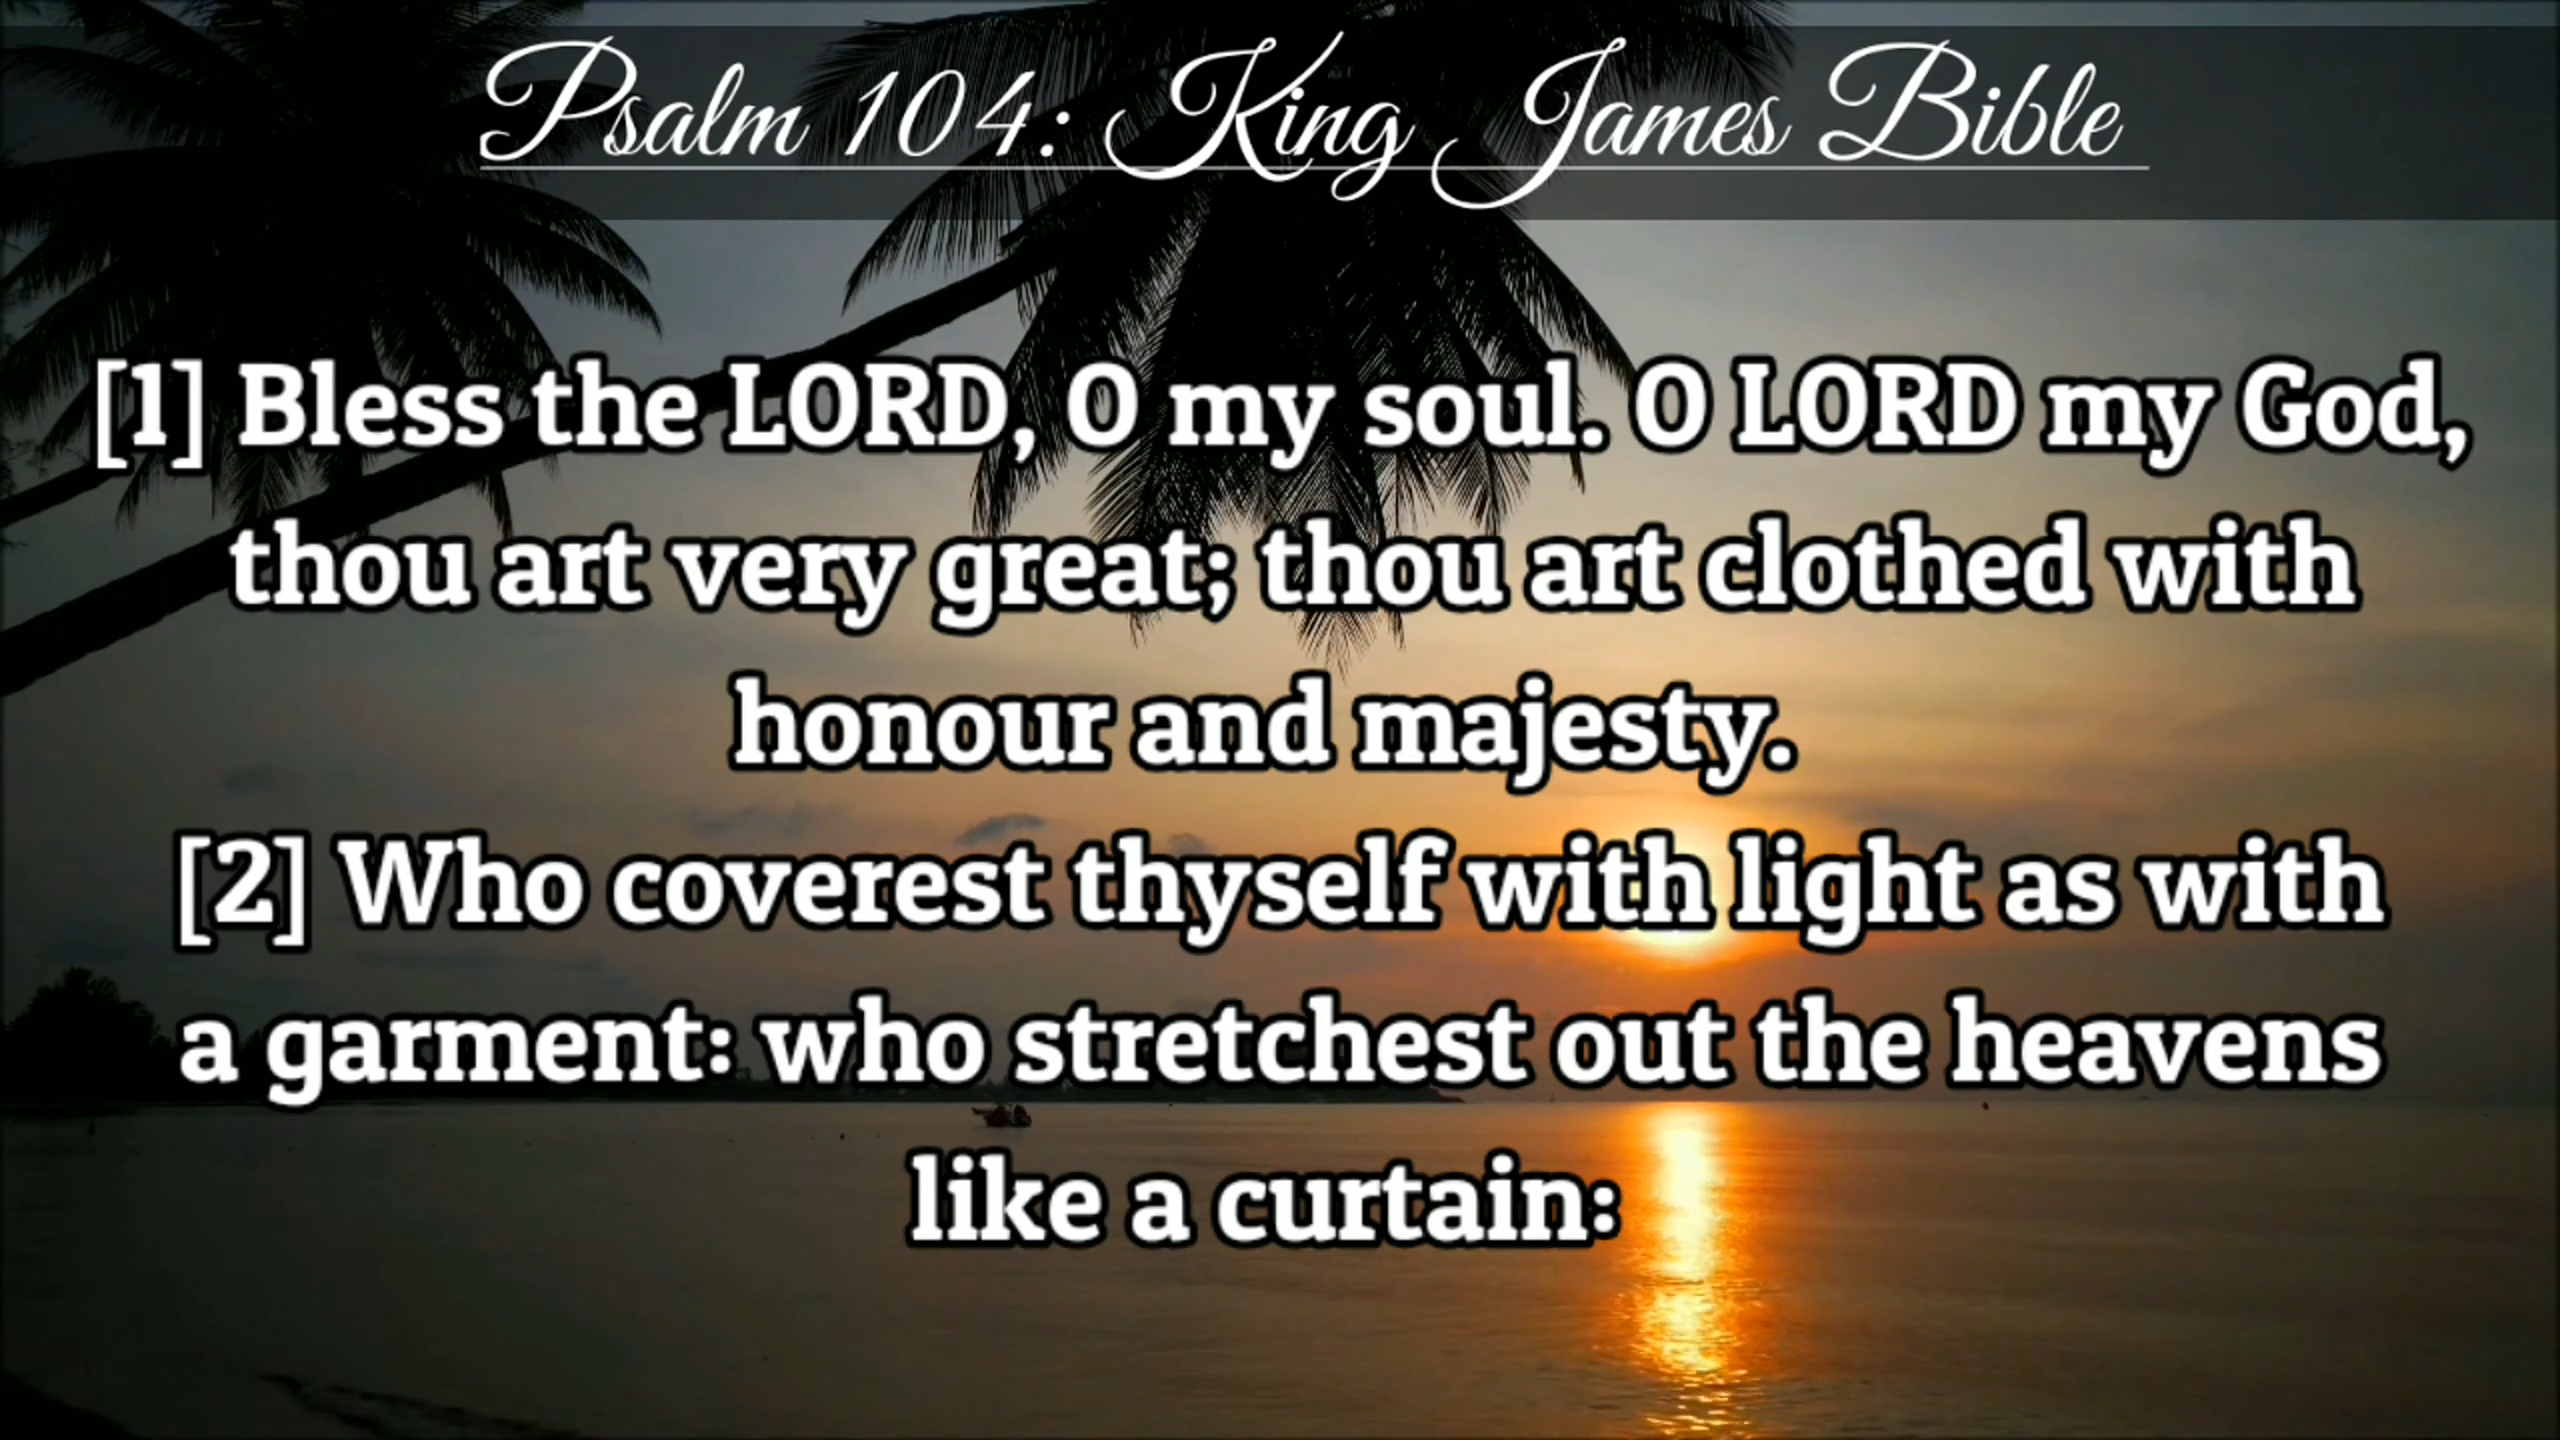 Psalm 104: King James Bible
[1] Bless the LORD, O my soul. O LORD my God,
thou art very great; thou art clothed with
honour and majesty.
[2] Who coverest thyself with light as with
a garment: who stretchest out the heavens
like a curtain: